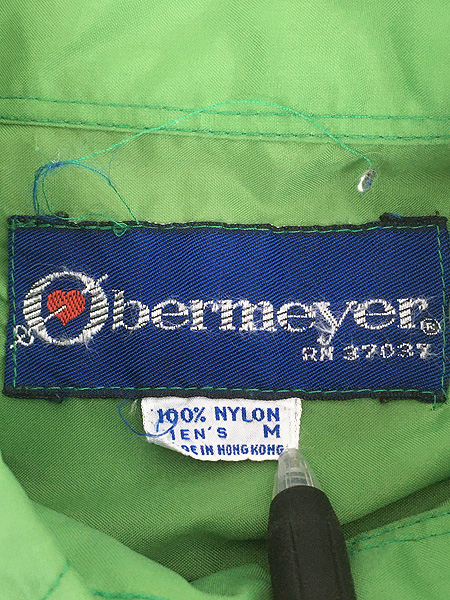 Obermeyer®
RN 37037
100% NYLON
MEN'S M
MADE IN HONG KONG